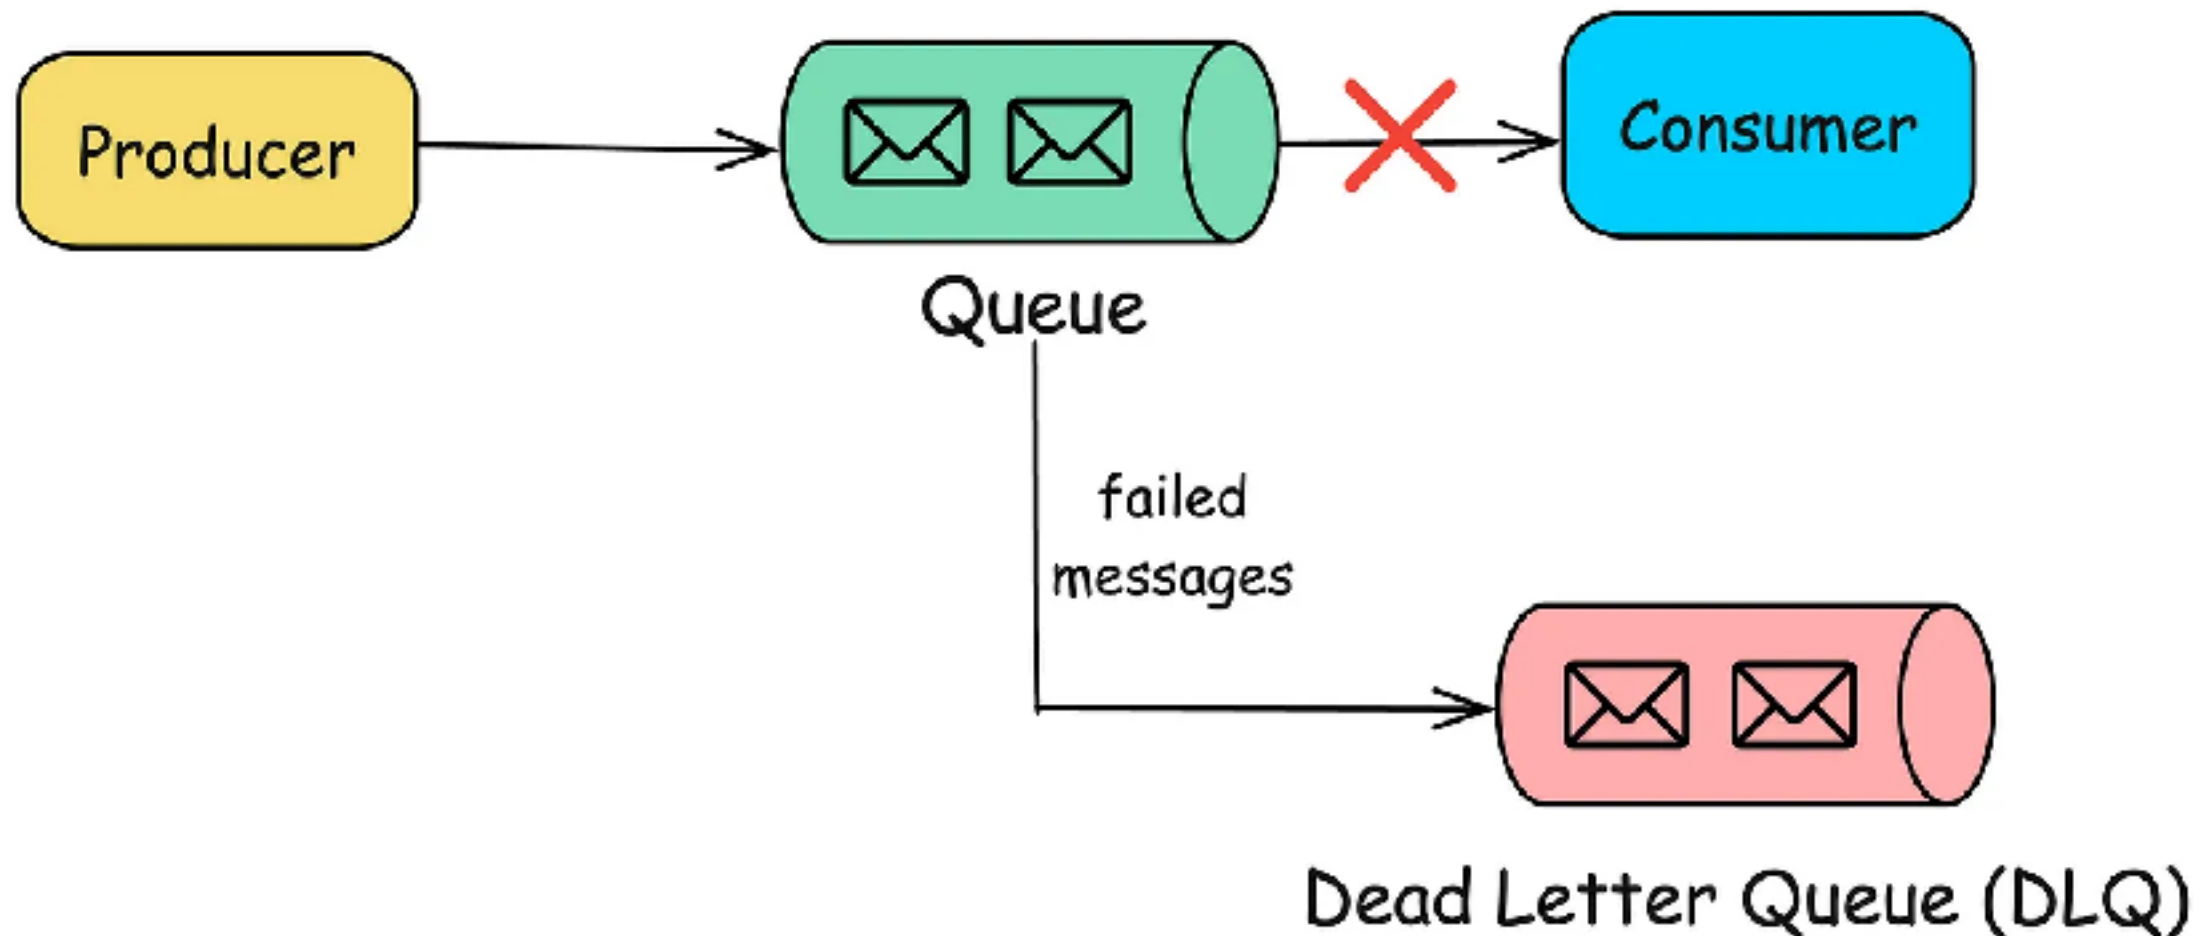 Producer
Consumer
Queue
failed
messages
Dead Letter Queue (DLQ)